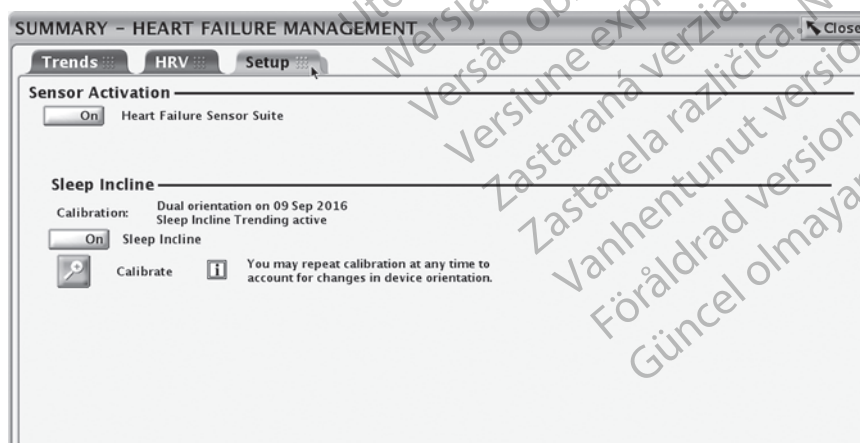 SUMMARY – HEART FAILURE MANAGEMENT
Close
Trends
HRV
Setup
Sensor Activation
On
Heart Failure Sensor Suite
Sleep Incline
Calibration:
Dual orientation on 09 Sep 2016
Sleep Incline Trending active
On
Sleep Incline
Calibrate
i
You may repeat calibration at any time to
account for changes in device orientation.
Versão
Versiune
Zastaraná verzia.
Zastarela različica.
Vanhentunut version
Föråldrad version
Güncel olmayan